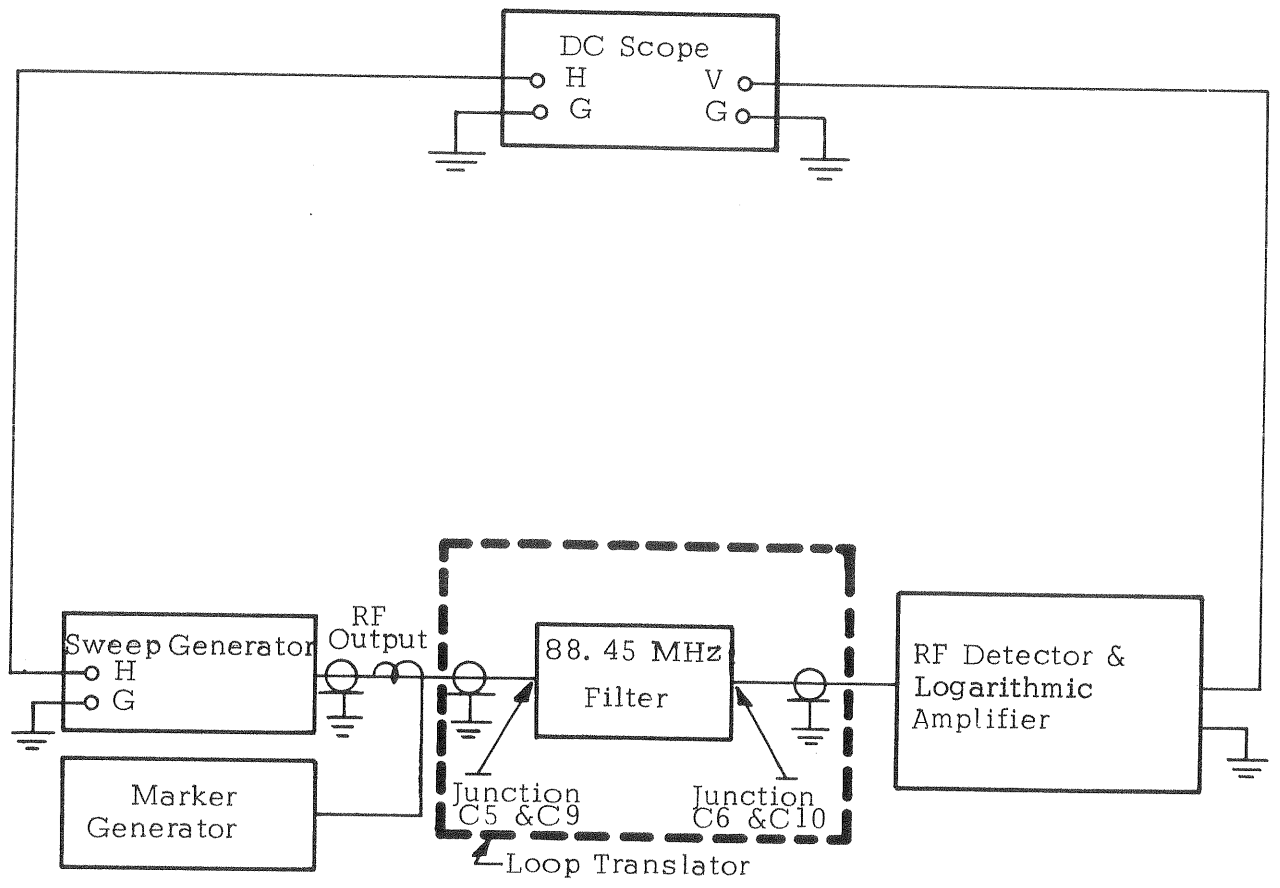 DC Scope
H V
G G
RF
Output
Sweep Generator
H
G
88.45 MHz
Filter
RF Detector &
Logarithmic
Amplifier
Marker
Generator
Junction
C5 &C9
Junction
C6 &C10
Loop Translator